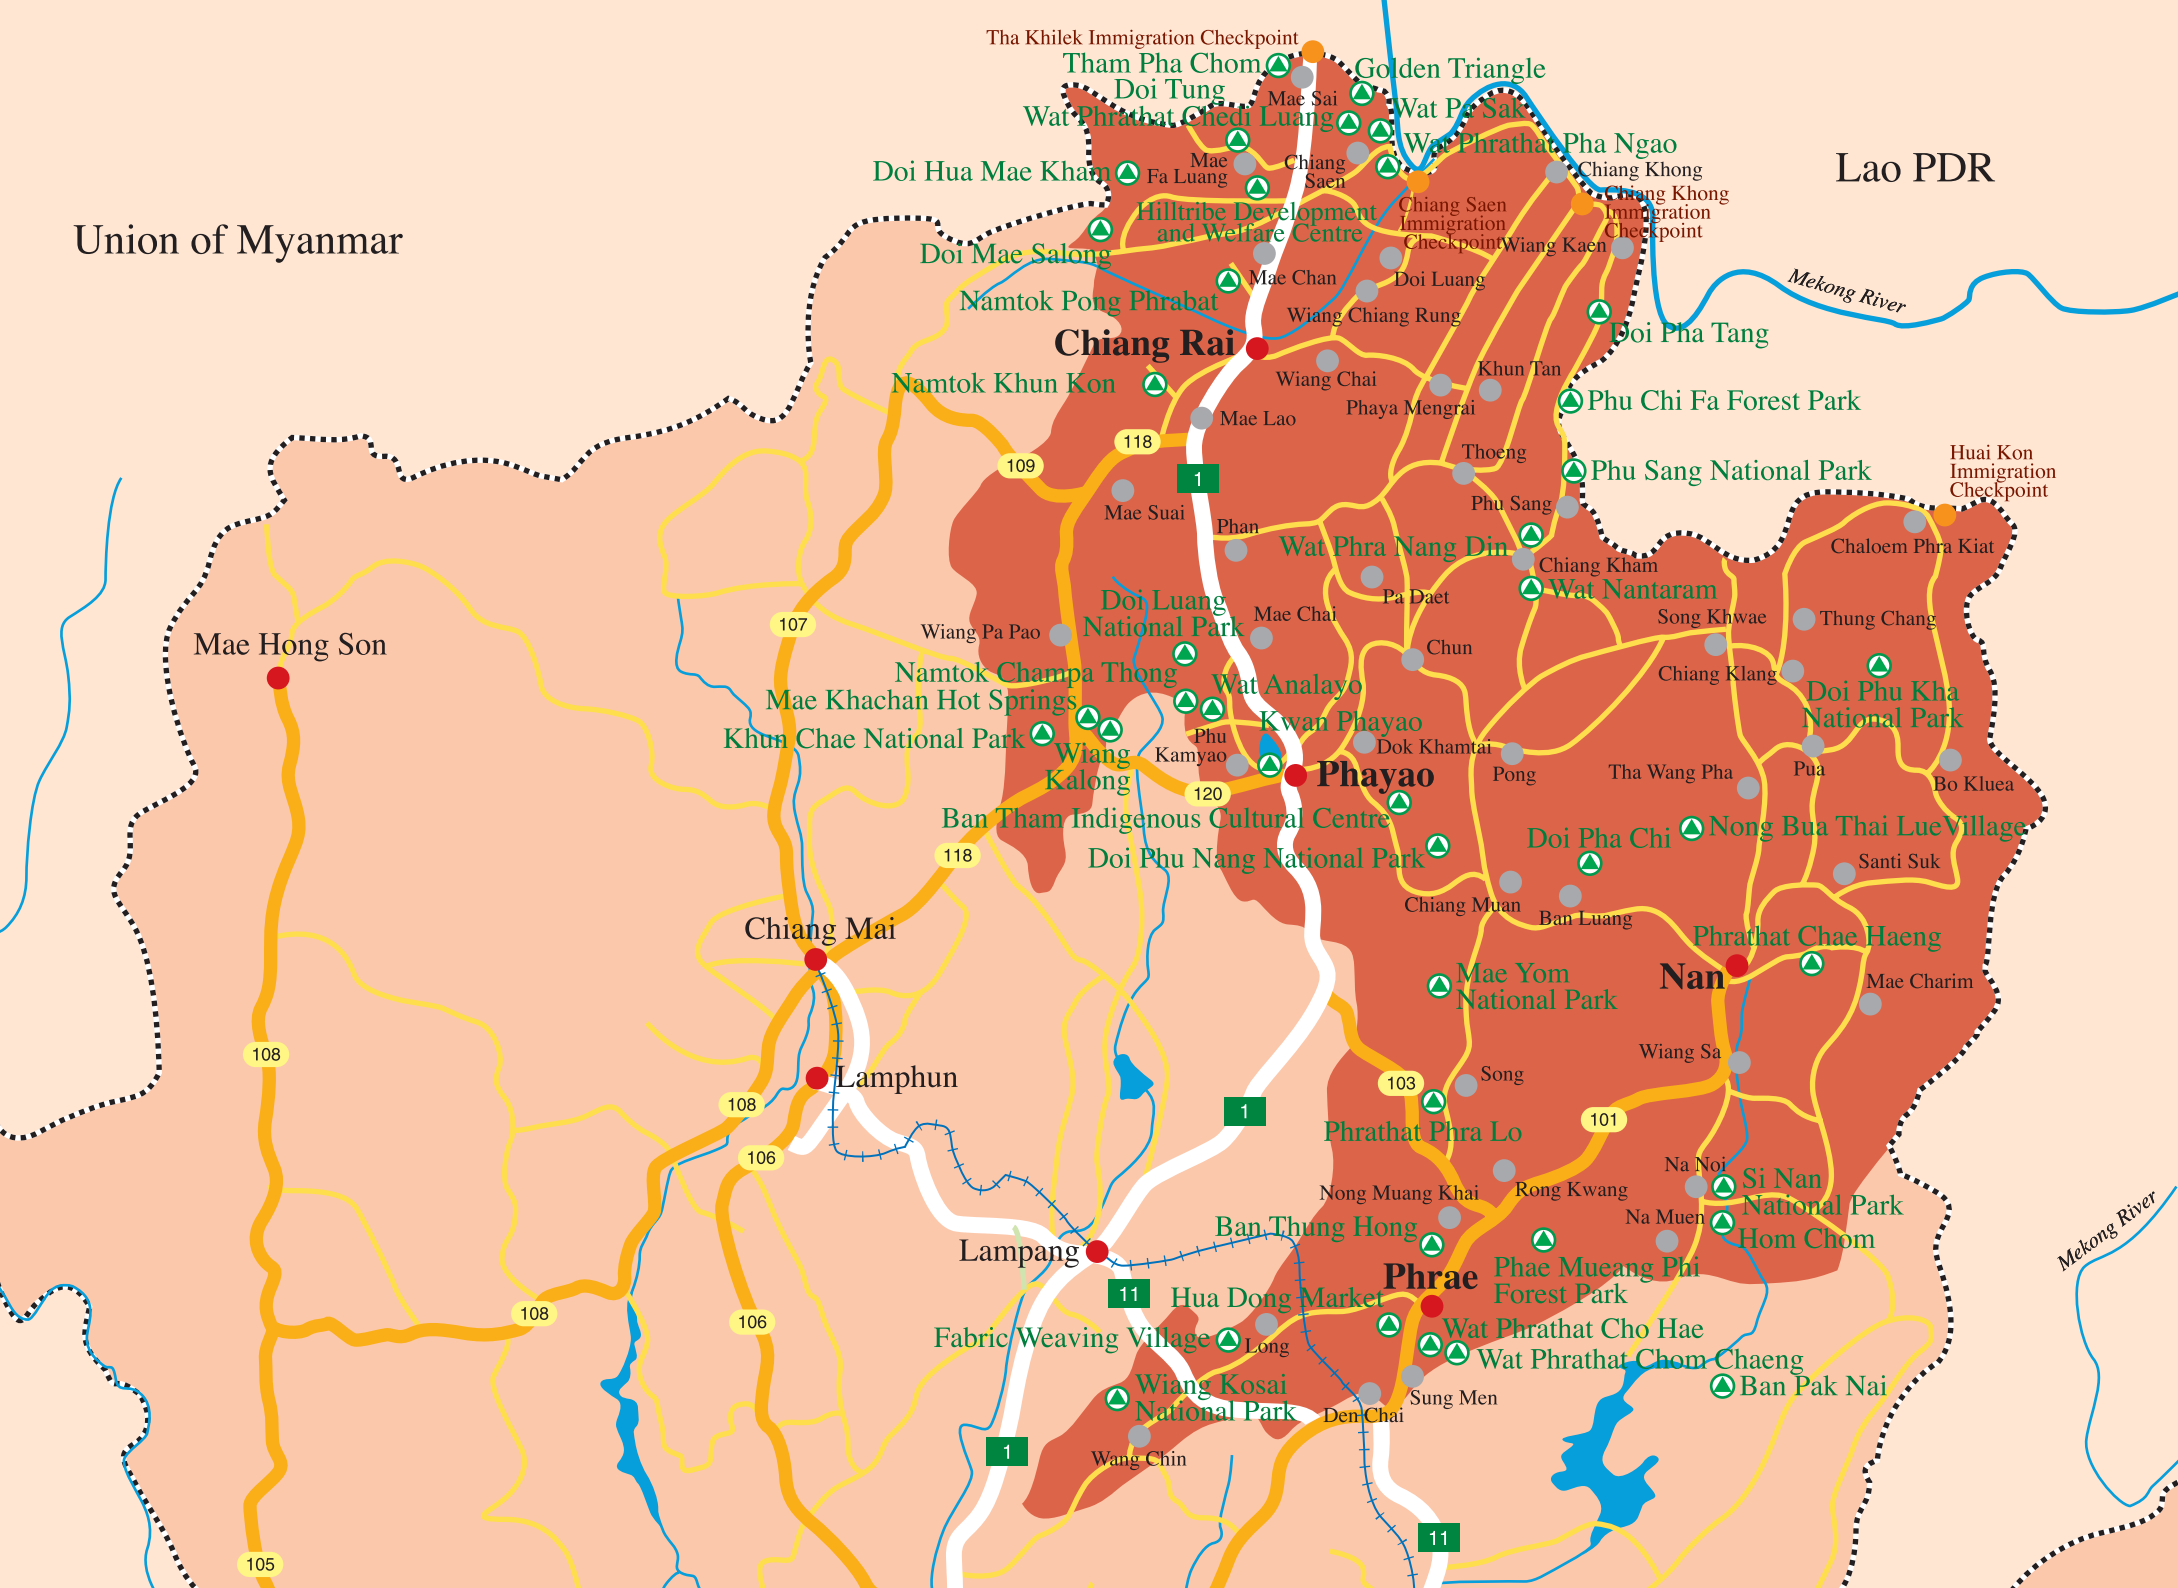 Tha Khilek Immigration Checkpoint
Tham Pha Chom
Golden Triangle
Doi Tung
Mae Sai
Wat Phrathat Chedi Luang
Wat Pa Sak
Wat Phrathat Pha Ngao
Lao PDR
Doi Hua Mae Kham
Mae
Fa Luang
Chiang
Saen
Chiang Khong
Chiang Khong
Immigration
Checkpoint
Chiang Saen
Immigration
Checkpoint
Hilltribe Development
and Welfare Centre
Union of Myanmar
Doi Mae Salong
Wiang Kaen
Mae Chan
Doi Luang
Mekong River
Namtok Pong Phrabat
Wiang Chiang Rung
Doi Pha Tang
Chiang Rai
Namtok Khun Kon
Wiang Chai
Khun Tan
Phaya Mengrai
Phu Chi Fa Forest Park
Mae Lao
118
109
1
Thoeng
Phu Sang National Park
Huai Kon
Immigration
Checkpoint
Mae Suai
Phu Sang
Phan
Wat Phra Nang Din
Chaloem Phra Kiat
Chiang Kham
Pa Daet
Wat Nantaram
Doi Luang
National Park
Mae Chai
Song Khwae
Thung Chang
107
Wiang Pa Pao
Mae Hong Son
Chun
Chiang Klang
Namtok Champa Thong
Wat Analayo
Doi Phu Kha
National Park
Mae Khachan Hot Springs
Kwan Phayao
Khun Chae National Park
Phu
Kamyao
Dok Khamtai
Wiang
Kalong
Pong
Tha Wang Pha
Pua
Bo Kluea
Phayao
120
Ban Tham Indigenous Cultural Centre
Doi Pha Chi
Nong Bua Thai LueVillage
118
Doi Phu Nang National Park
Santi Suk
Chiang Muan
Ban Luang
Chiang Mai
Phrathat Chae Haeng
Mae Yom
National Park
Nan
Mae Charim
108
Wiang Sa
Lamphun
103
Song
108
1
101
Phrathat Phra Lo
106
Na Noi
Si Nan
National Park
Nong Muang Khai
Rong Kwang
Ban Thung Hong
Na Muen
Hom Chom
Mekong River
Lampang
Phrae
Phae Mueang Phi
Forest Park
11
Hua Dong Market
108
106
Fabric Weaving Village
Long
Wat Phrathat Cho Hae
Wat Phrathat Chom Chaeng
Wiang Kosai
National Park
Ban Pak Nai
Sung Men
Den Chai
1
Wang Chin
11
105